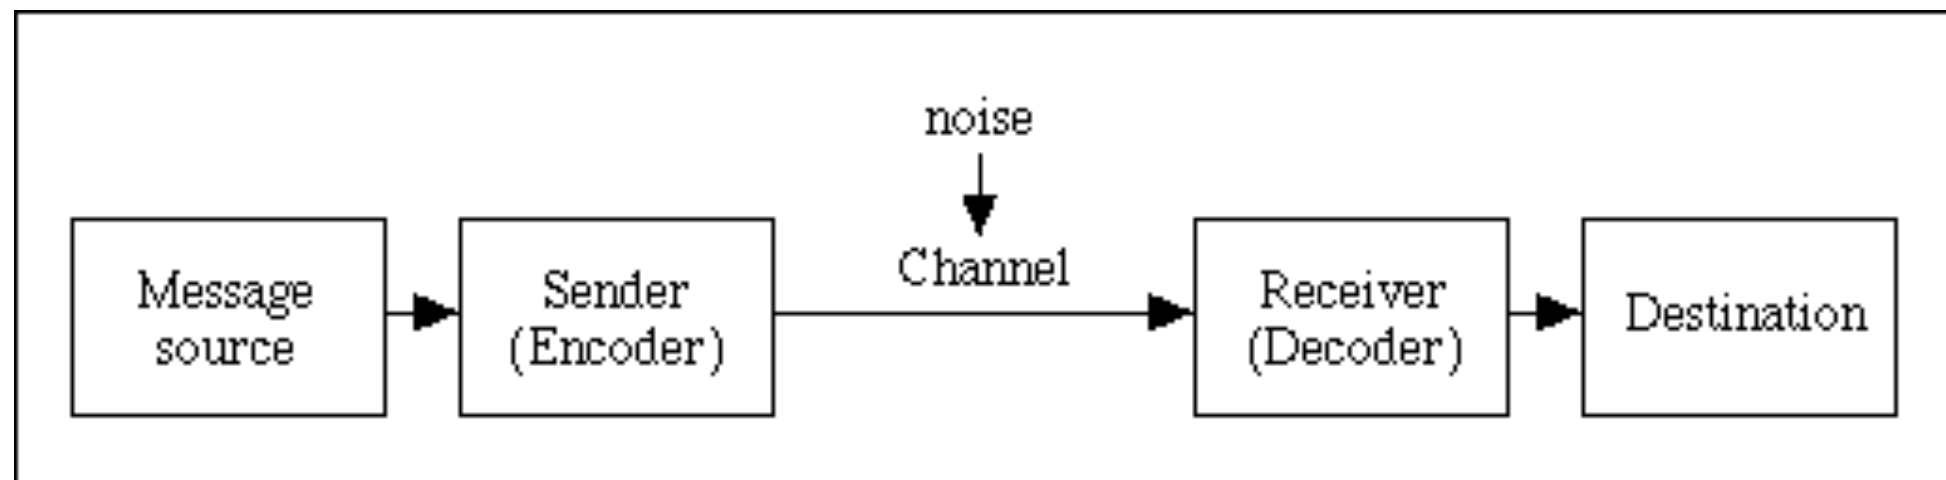 noise
Channel
Message
source
Sender
(Encoder)
Receiver
(Decoder)
Destination